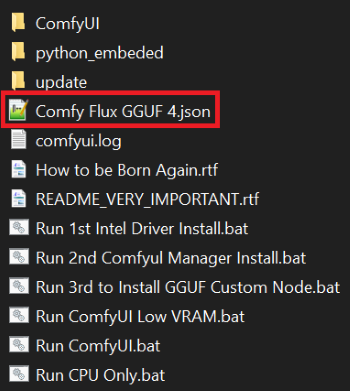 ComfyUI
python_embeded
update
Comfy Flux GGUF 4.json
comfyui.log
How to be Born Again.rtf
README_VERY_IMPORTANT.rtf
Run 1st Intel Driver Install.bat
Run 2nd ComfyuI Manager Install.bat
Run 3rd to Install GGUF Custom Node.bat
Run ComfyUI Low VRAM.bat
Run ComfyUI.bat
Run CPU Only.bat